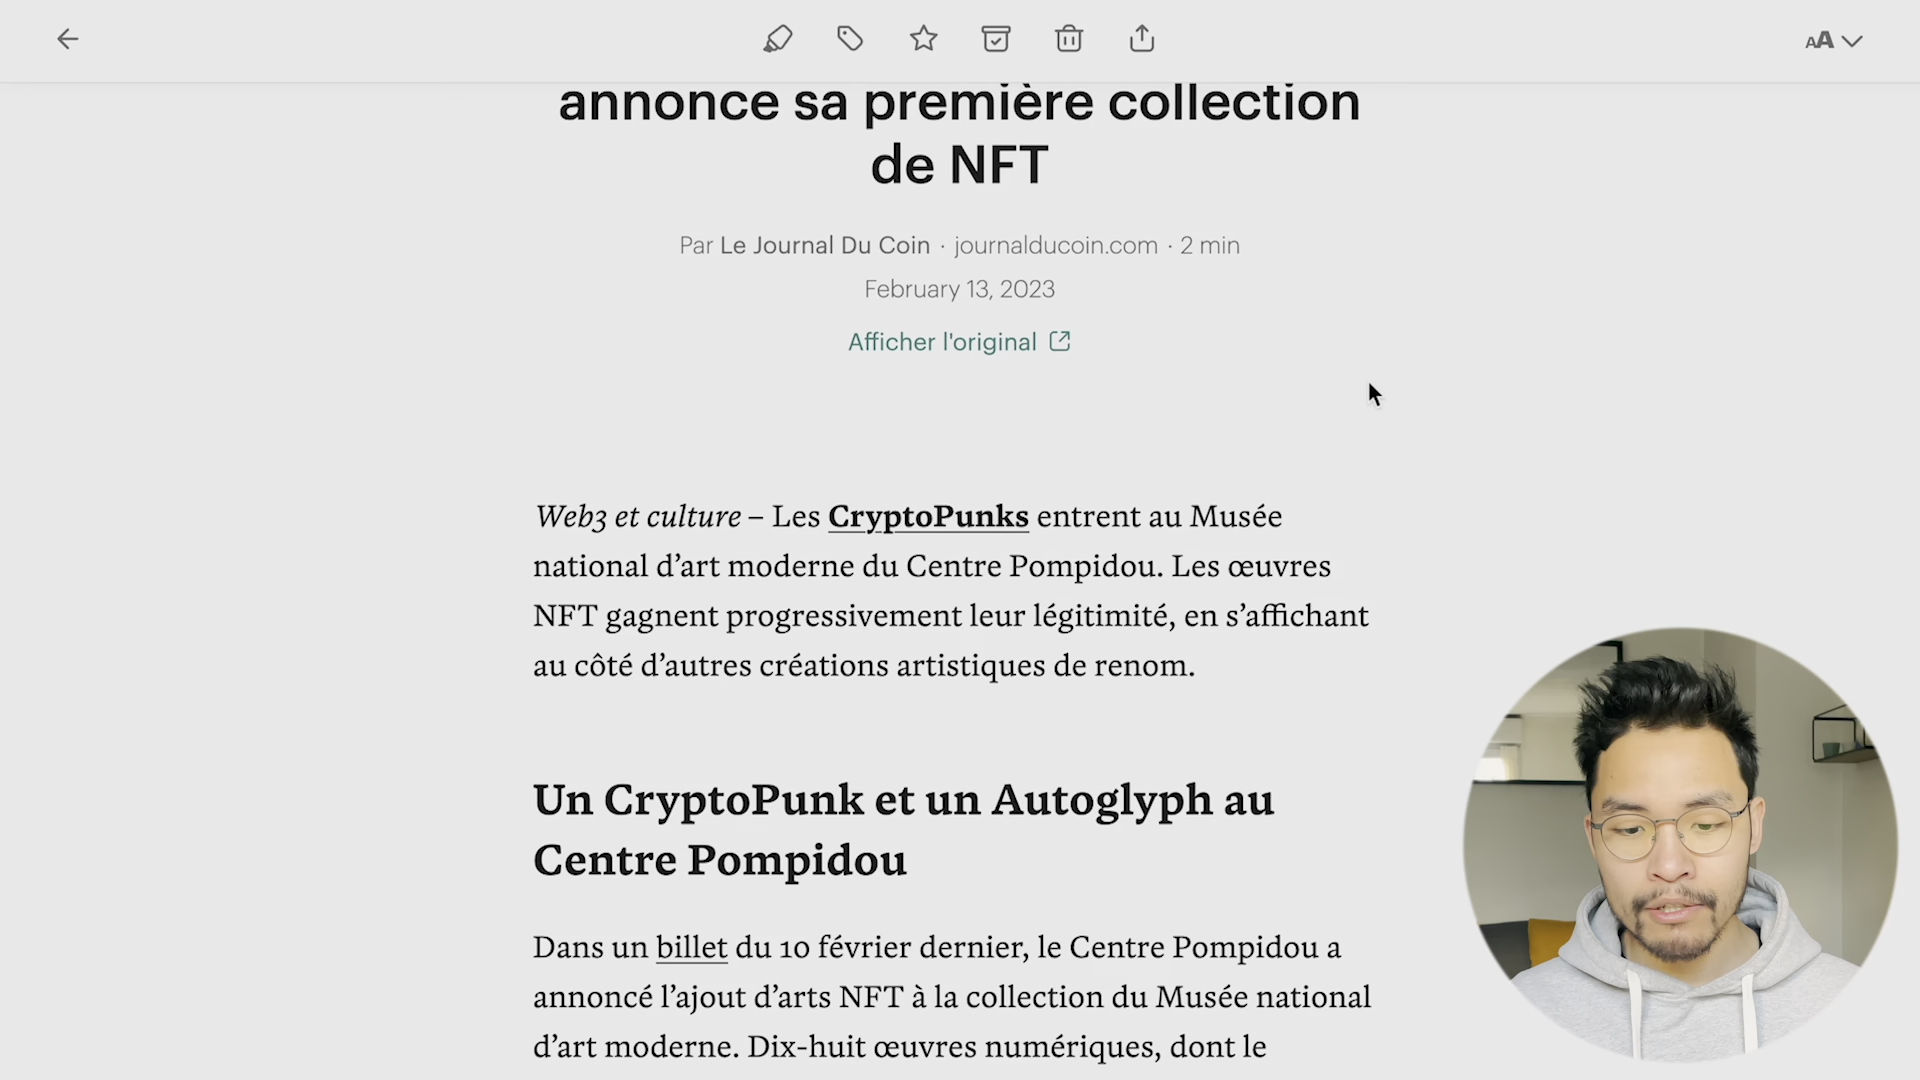 AA
annonce sa première collection
de NFT
Par Le Journal Du Coin · journalducoin.com · 2 min
February 13, 2023
Afficher l'original
Web3 et culture – Les CryptoPunks entrent au Musée
national d’art moderne du Centre Pompidou. Les œuvres
NFT gagnent progressivement leur légitimité, en s’affichant
au côté d’autres créations artistiques de renom.
Un CryptoPunk et un Autoglyph au
Centre Pompidou
Dans un billet du 10 février dernier, le Centre Pompidou a
annoncé l’ajout d’arts NFT à la collection du Musée national
d’art moderne. Dix-huit œuvres numériques, dont le